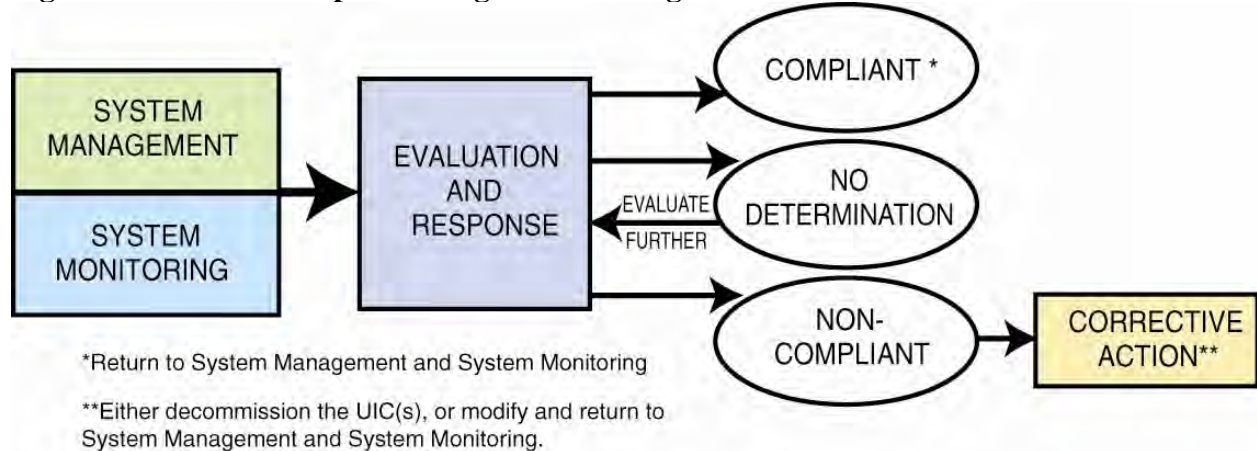 SYSTEM
MANAGEMENT
SYSTEM
MONITORING
EVALUATION
AND
RESPONSE
COMPLIANT *
NO
DETERMINATION
EVALUATE
FURTHER
NON-
COMPLIANT
CORRECTIVE
ACTION**
*Return to System Management and System Monitoring
**Either decommission the UIC(s), or modify and return to
System Management and System Monitoring.